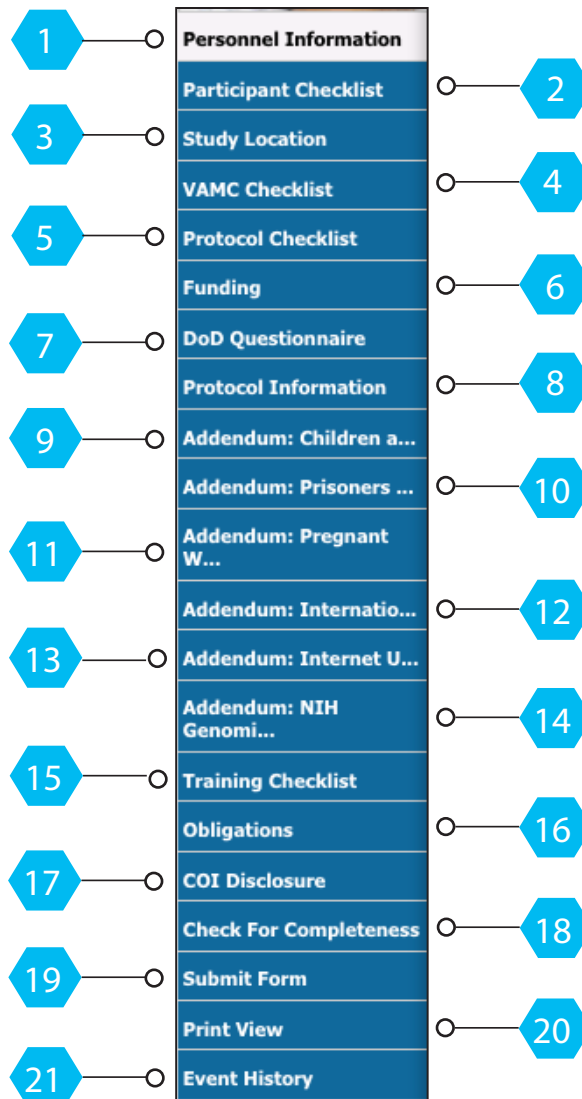 1 Personnel Information
Participant Checklist 2
3 Study Location
VAMC Checklist 4
5 Protocol Checklist
Funding 6
7 DoD Questionnaire
Protocol Information 8
9 Addendum: Children a...
Addendum: Prisoners ... 10
11 Addendum: Pregnant
W...
Addendum: Internatio... 12
13 Addendum: Internet U...
Addendum: NIH
Genomi... 14
15 Training Checklist
Obligations 16
17 COI Disclosure
Check For Completeness 18
19 Submit Form
Print View 20
21 Event History